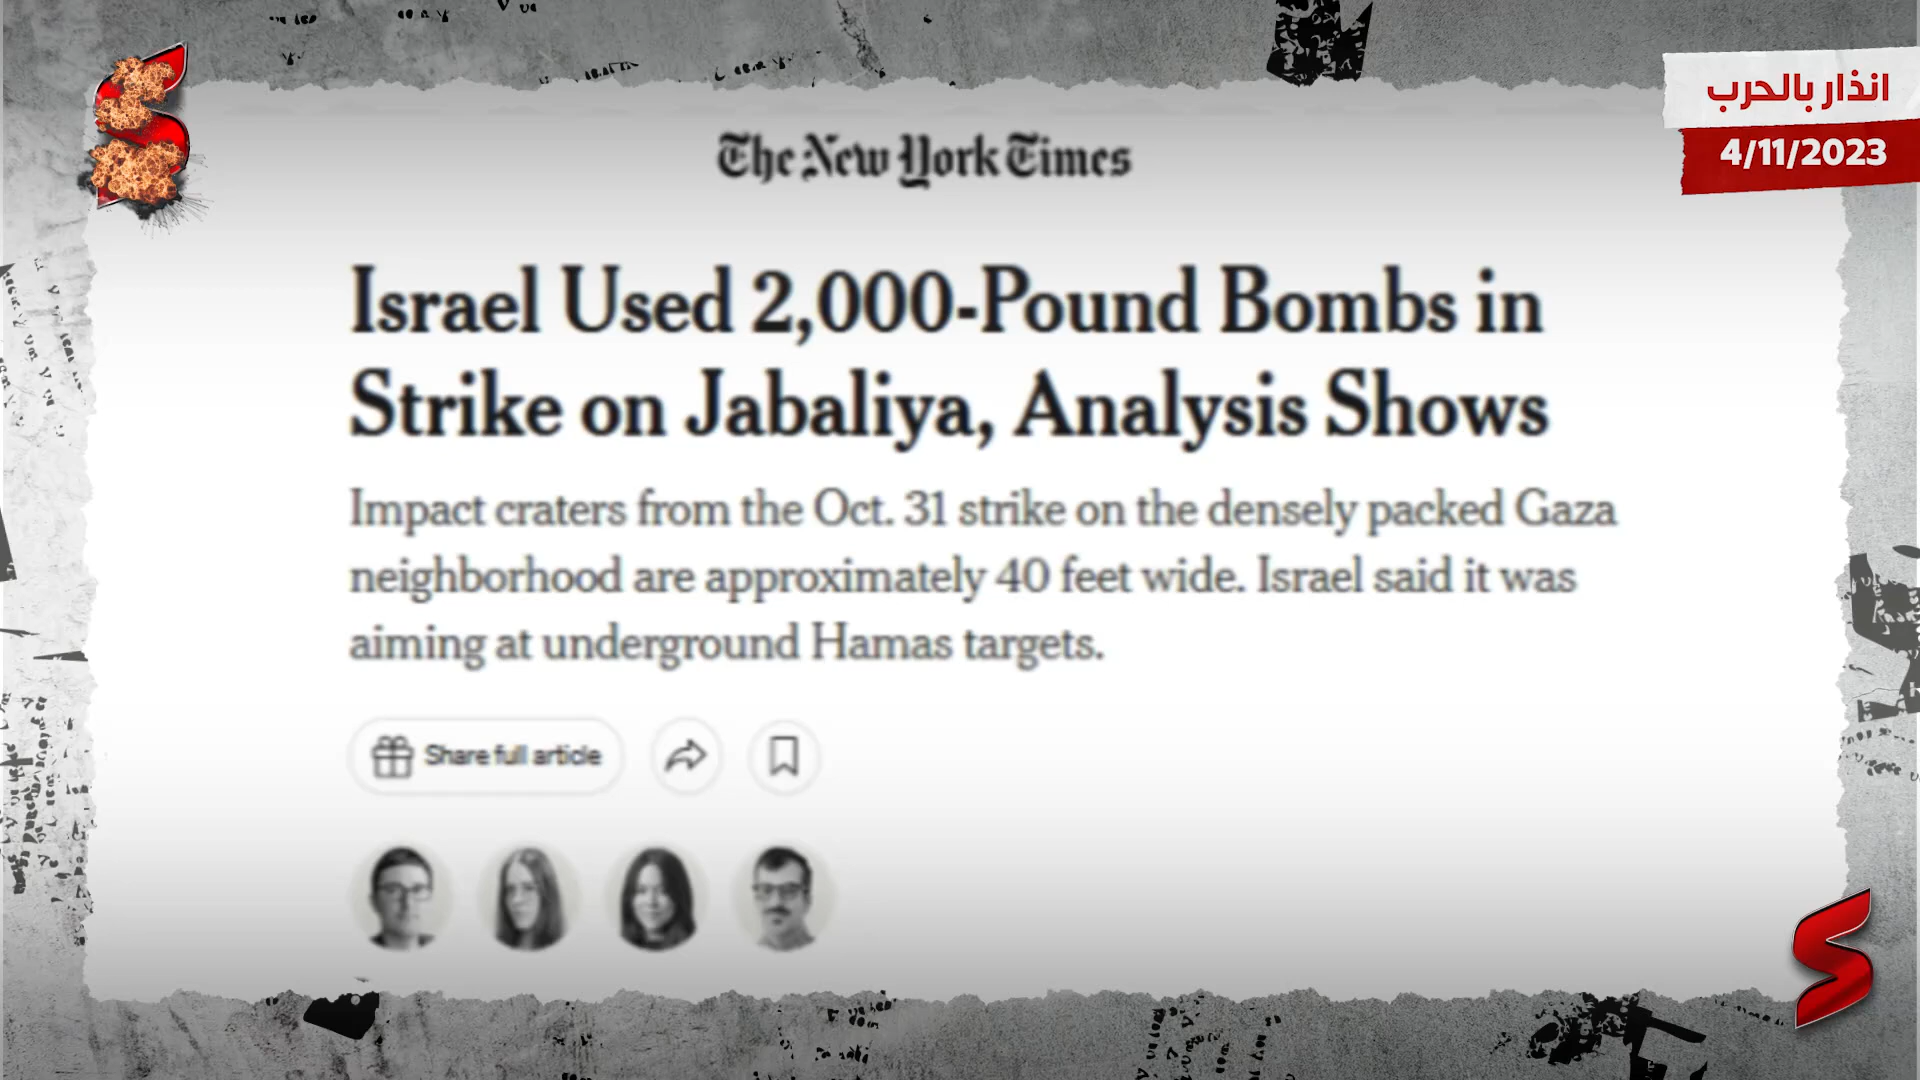 انذار بالحرب
4/11/2023
The New York Times
Israel Used 2,000-Pound Bombs in
Strike on Jabaliya, Analysis Shows
Impact craters from the Oct. 31 strike on the densely packed Gaza
neighborhood are approximately 40 feet wide. Israel said it was
aiming at underground Hamas targets.
Share full article